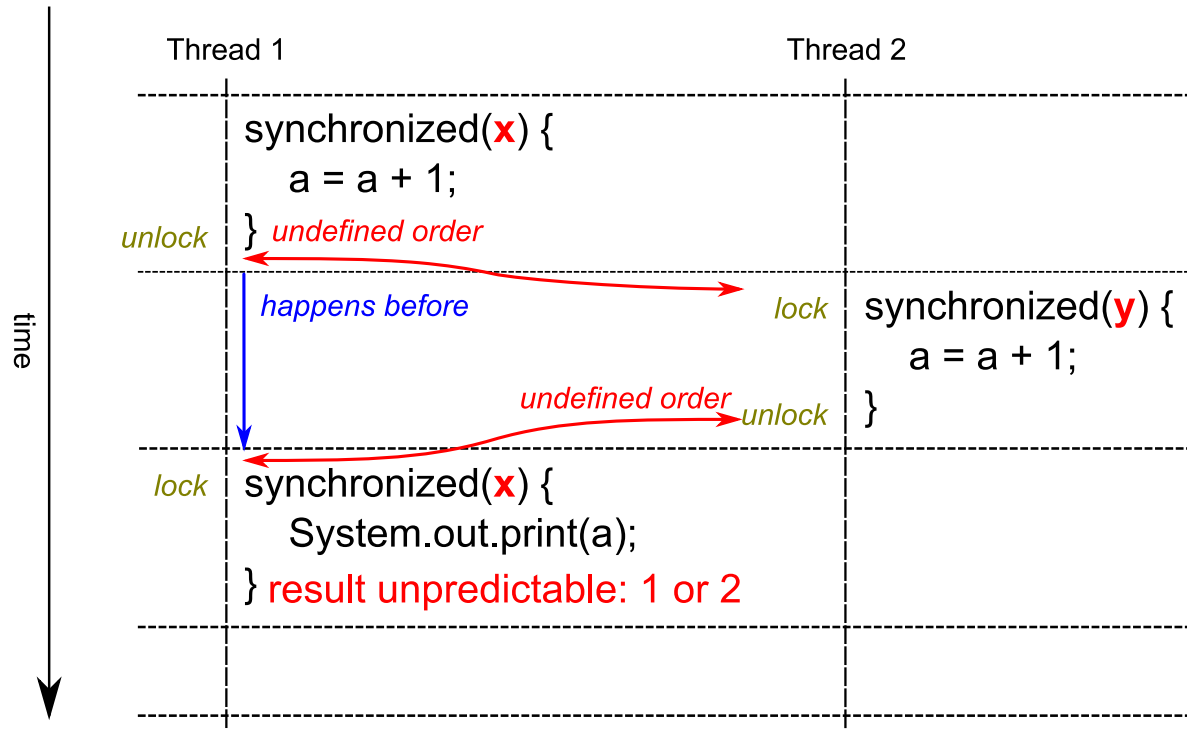 Thread 1
Thread 2
synchronized(x) {
a = a + 1;
unlock } undefined order
happens before
lock synchronized(y) {
time
a = a + 1;
undefined order
unlock }
lock synchronized(x) {
System.out.print(a);
} result unpredictable: 1 or 2